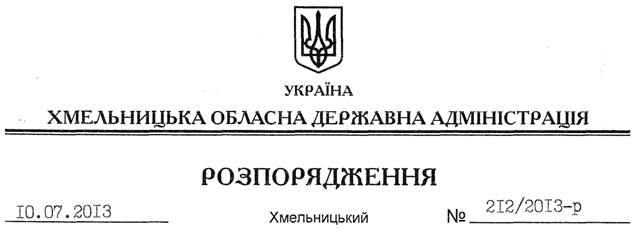 УКРАЇНА
ХМЕЛЬНИЦЬКА ОБЛАСНА ДЕРЖАВНА АДМІНІСТРАЦІЯ
РОЗПОРЯДЖЕННЯ
10.07.2013 Хмельницький № 212/2013-р